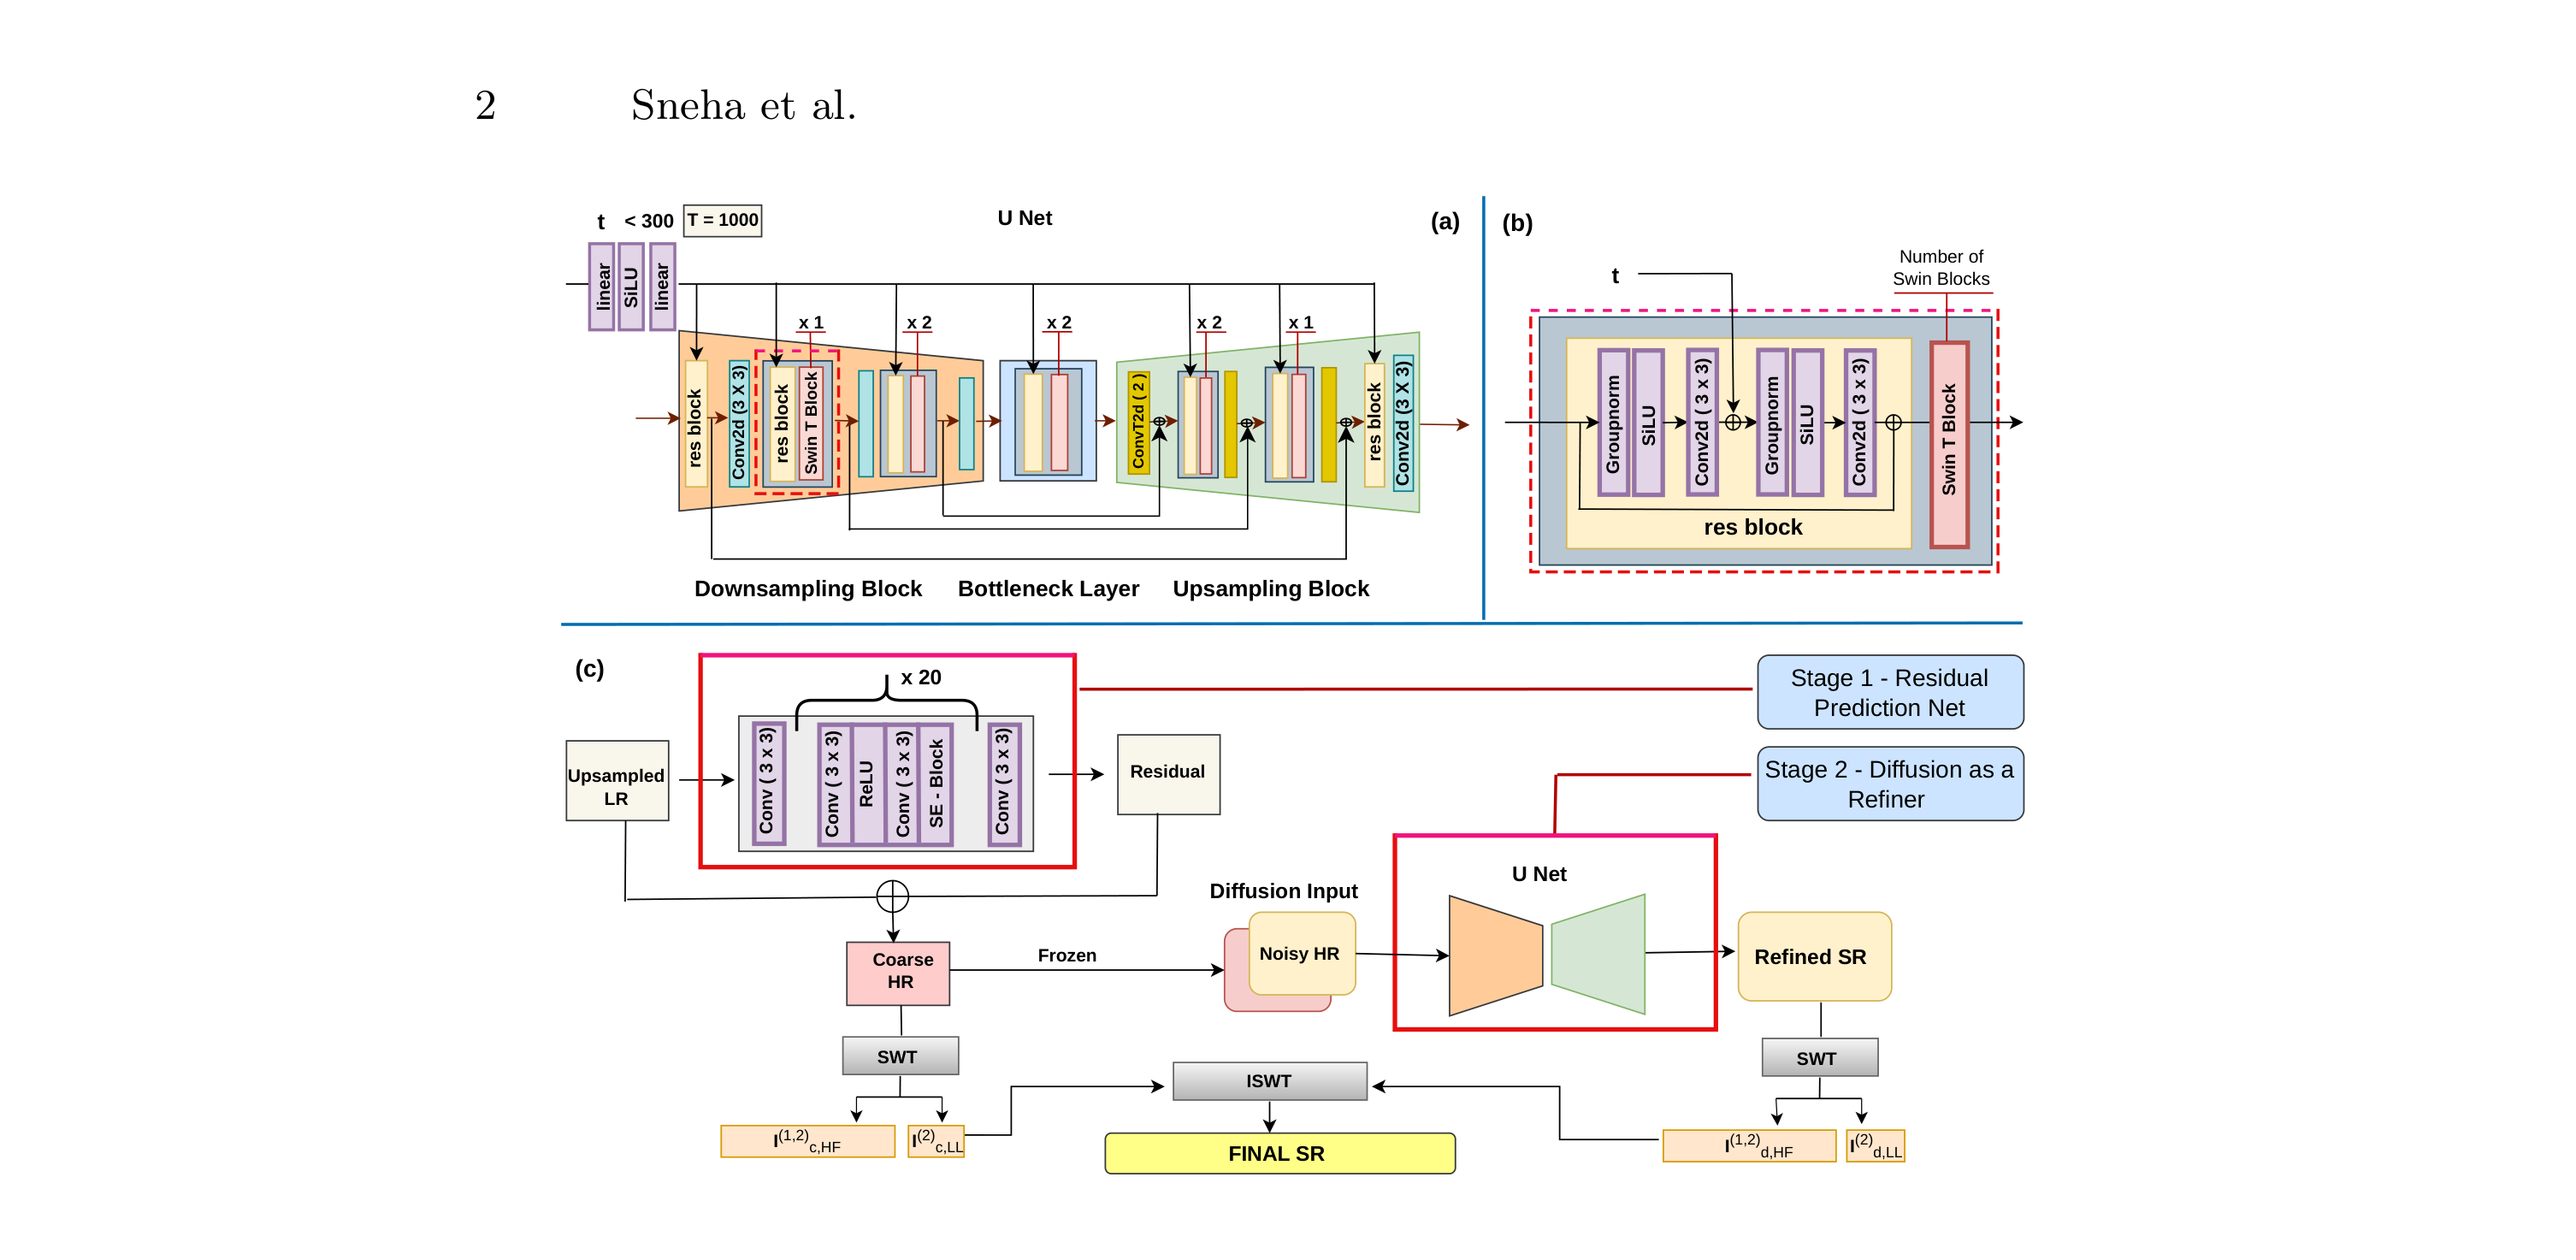 2 Sneha et al.
t < 300 T = 1000
U Net
(a)
linear
SiLU
linear
x 1
x 2
x 2
x 2
x 1
res block
Conv2d (3 X 3)
res block
Swin T Block
ConvT2d ( 2 )
res block
Conv2d (3 X 3)
Downsampling Block
Bottleneck Layer
Upsampling Block
(b)
t
Number of
Swin Blocks
Groupnorm
SiLU
Conv2d ( 3 x 3)
Groupnorm
SiLU
Conv2d ( 3 x 3)
Swin T Block
res block
(c)
x 20
Upsampled
LR
Conv ( 3 x 3)
Conv ( 3 x 3)
ReLU
Conv ( 3 x 3)
SE - Block
Conv ( 3 x 3)
Residual
Stage 1 - Residual
Prediction Net
Stage 2 - Diffusion as a
Refiner
Coarse
HR
Frozen
Diffusion Input
Noisy HR
U Net
Refined SR
SWT
ISWT
SWT
I(1,2)c,HF
I(2)c,LL
FINAL SR
I(1,2)d,HF
I(2)d,LL